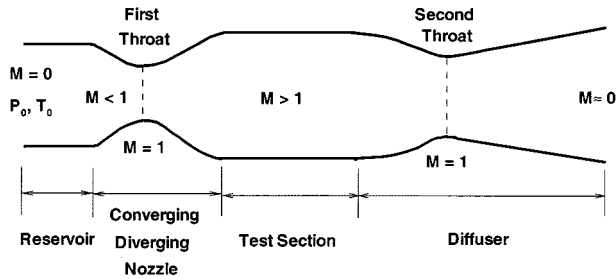 First
Throat
Second
Throat
M = 0
P0, T0
M < 1
M > 1
M ≈ 0
M = 1
M = 1
Reservoir
Converging
Diverging
Nozzle
Test Section
Diffuser